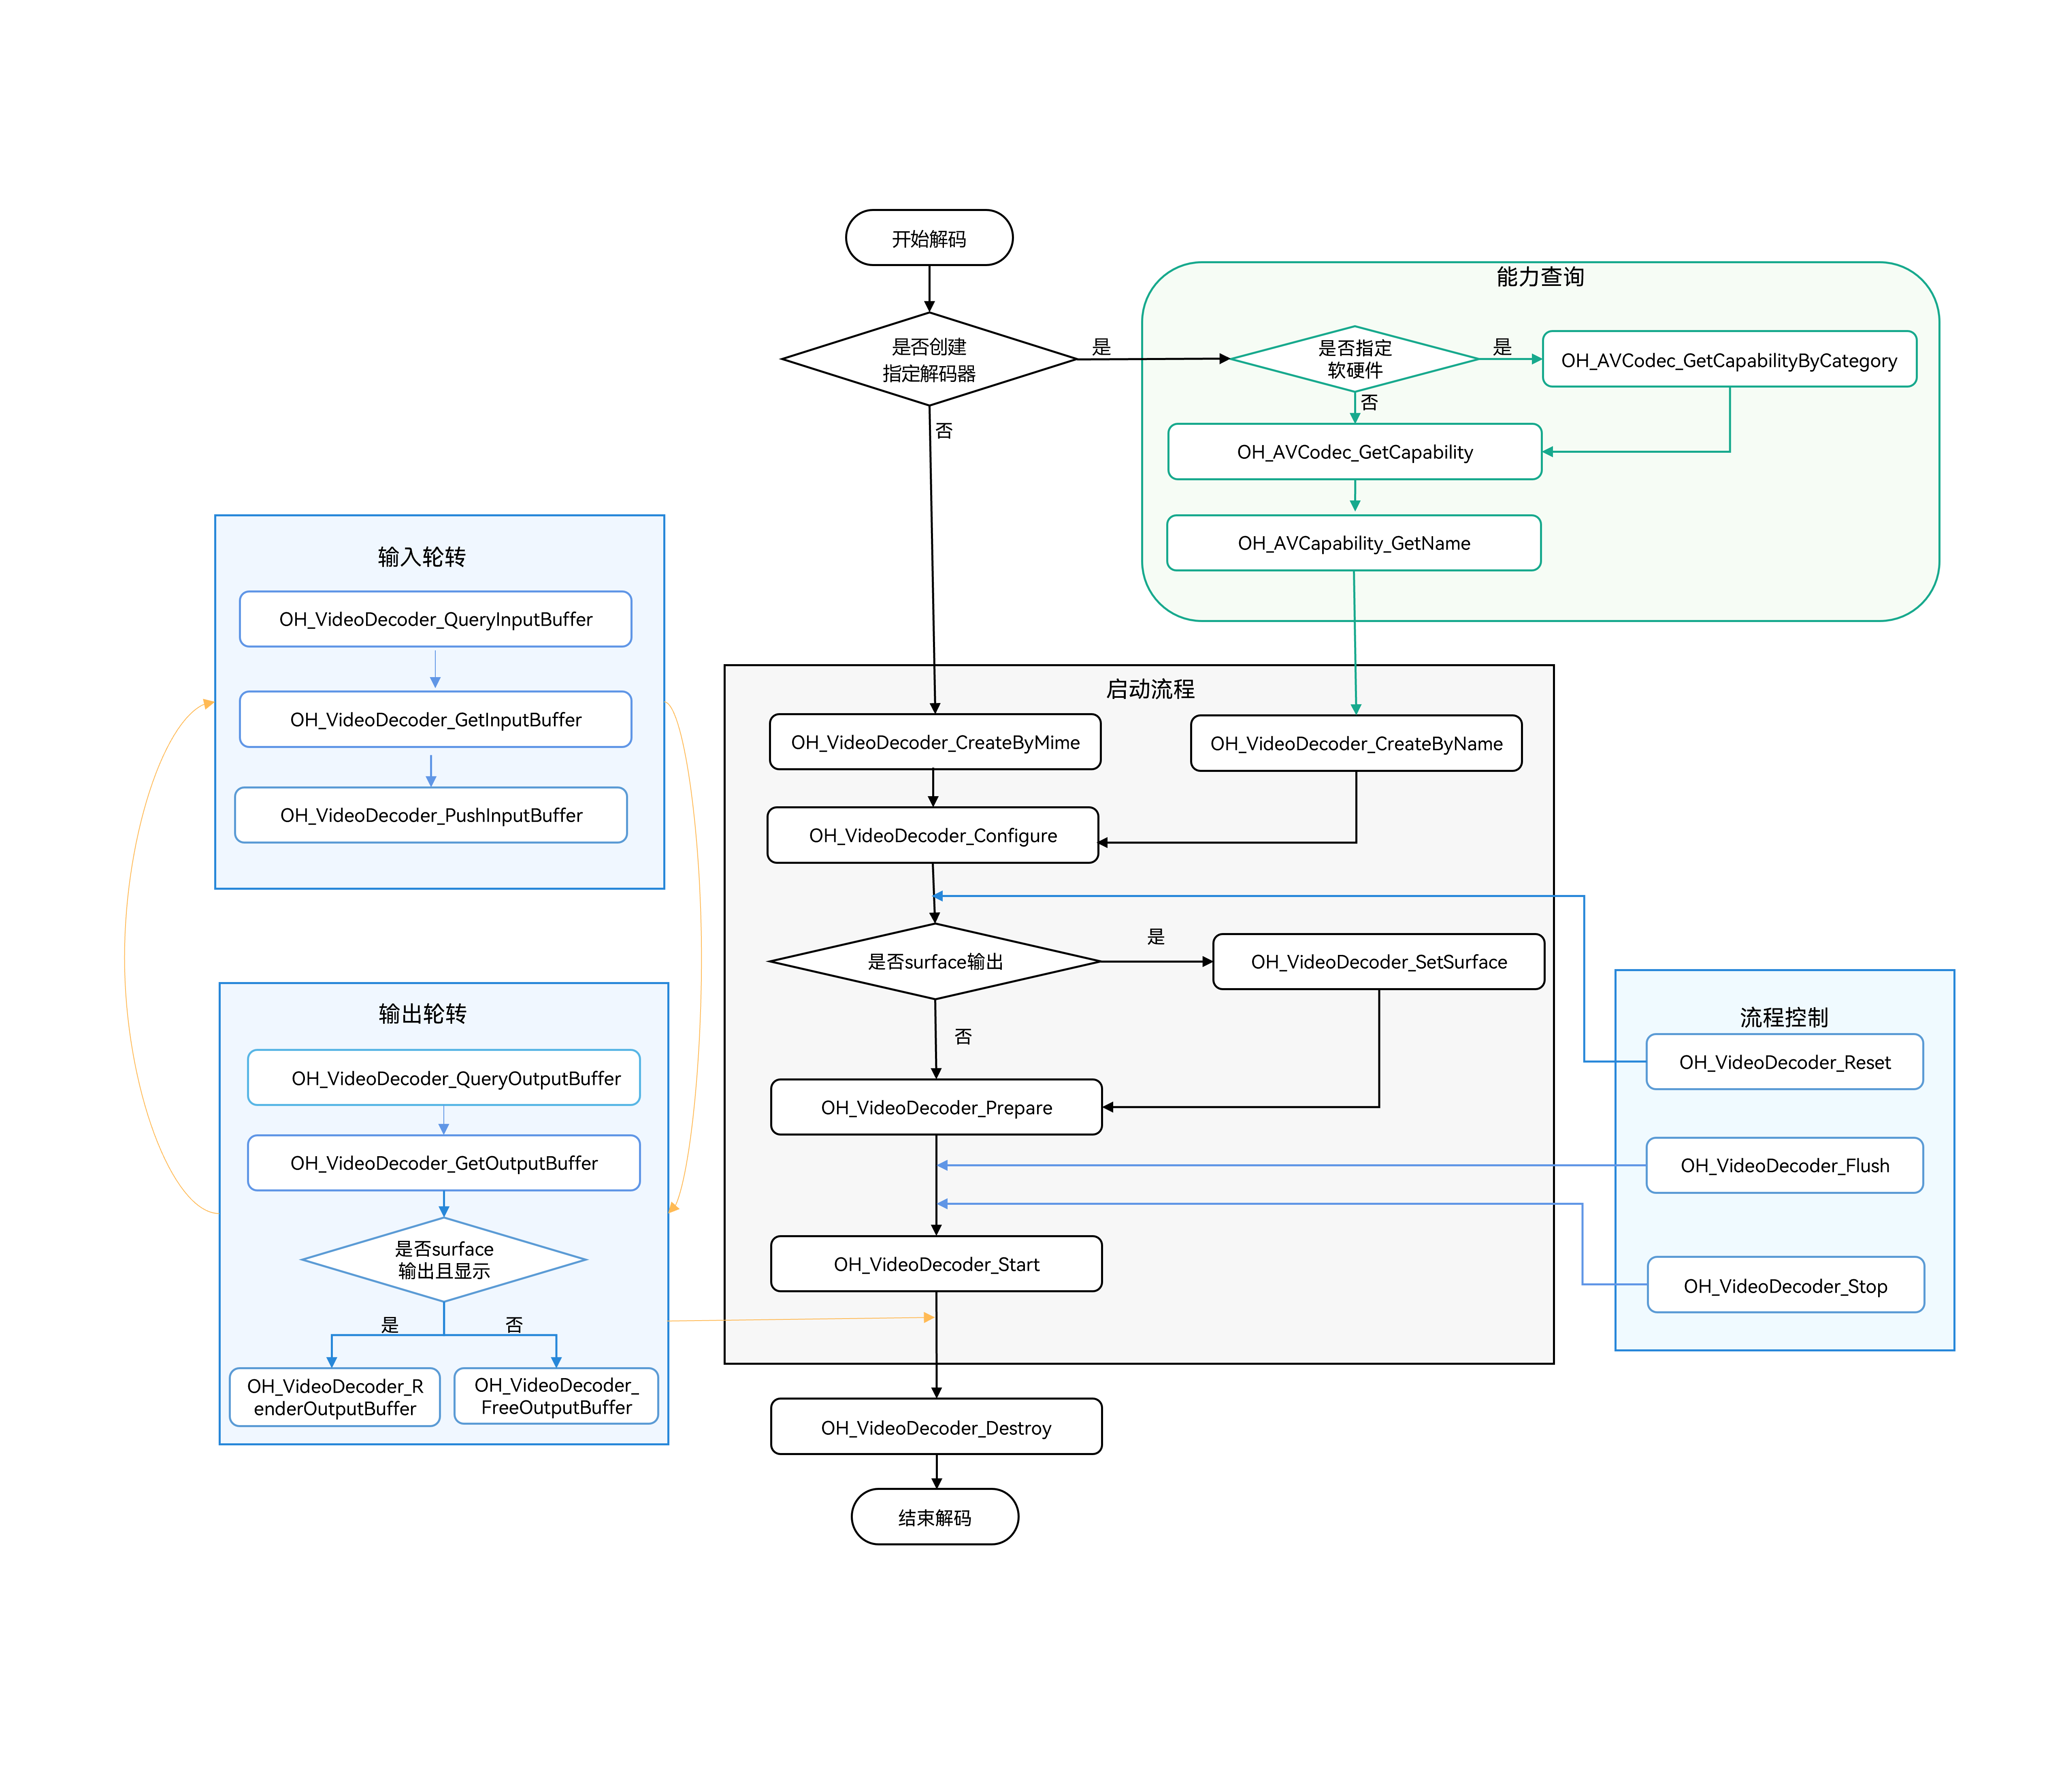 开始解码
是否创建
指定解码器
是
否
能力查询
是否指定
软硬件
是
否
OH_AVCodec_GetCapabilityByCategory
OH_AVCodec_GetCapability
OH_AVCapability_GetName
输入轮转
OH_VideoDecoder_QueryInputBuffer
OH_VideoDecoder_GetInputBuffer
OH_VideoDecoder_PushInputBuffer
输出轮转
OH_VideoDecoder_QueryOutputBuffer
OH_VideoDecoder_GetOutputBuffer
是否surface
输出且显示
是
否
OH_VideoDecoder_R
enderOutputBuffer
OH_VideoDecoder_
FreeOutputBuffer
启动流程
OH_VideoDecoder_CreateByMime
OH_VideoDecoder_CreateByName
OH_VideoDecoder_Configure
是否surface输出
是
OH_VideoDecoder_SetSurface
否
OH_VideoDecoder_Prepare
OH_VideoDecoder_Start
流程控制
OH_VideoDecoder_Reset
OH_VideoDecoder_Flush
OH_VideoDecoder_Stop
OH_VideoDecoder_Destroy
结束解码